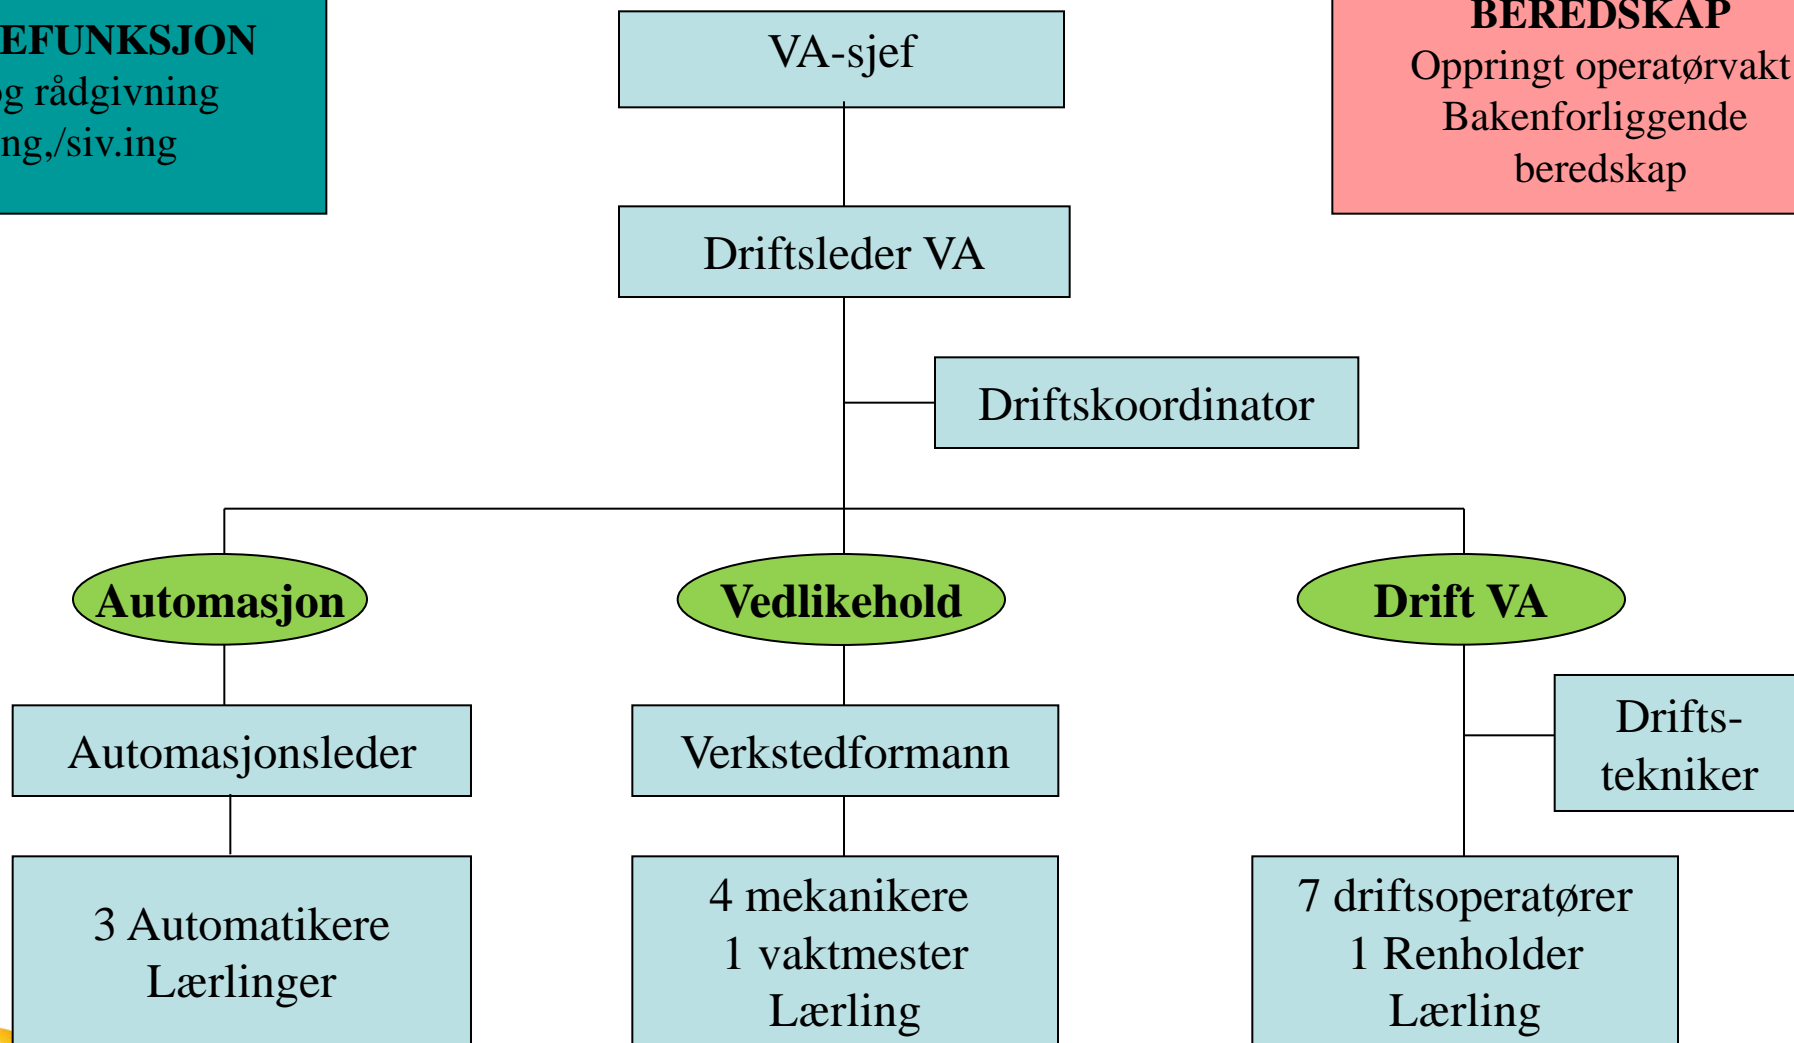 EFUNKSJON
og rådgivning
ng,/siv.ing
VA-sjef
BEREDSKAP
Oppringt operatørvakt
Bakenforliggende
beredskap
Driftsleder VA
Driftskoordinator
Automasjon
Vedlikehold
Drift VA
Automasjonsleder
Verkstedformann
Drifts-
tekniker
3 Automatikere
Lærlinger
4 mekanikere
1 vaktmester
Lærling
7 driftsoperatører
1 Renholder
Lærling